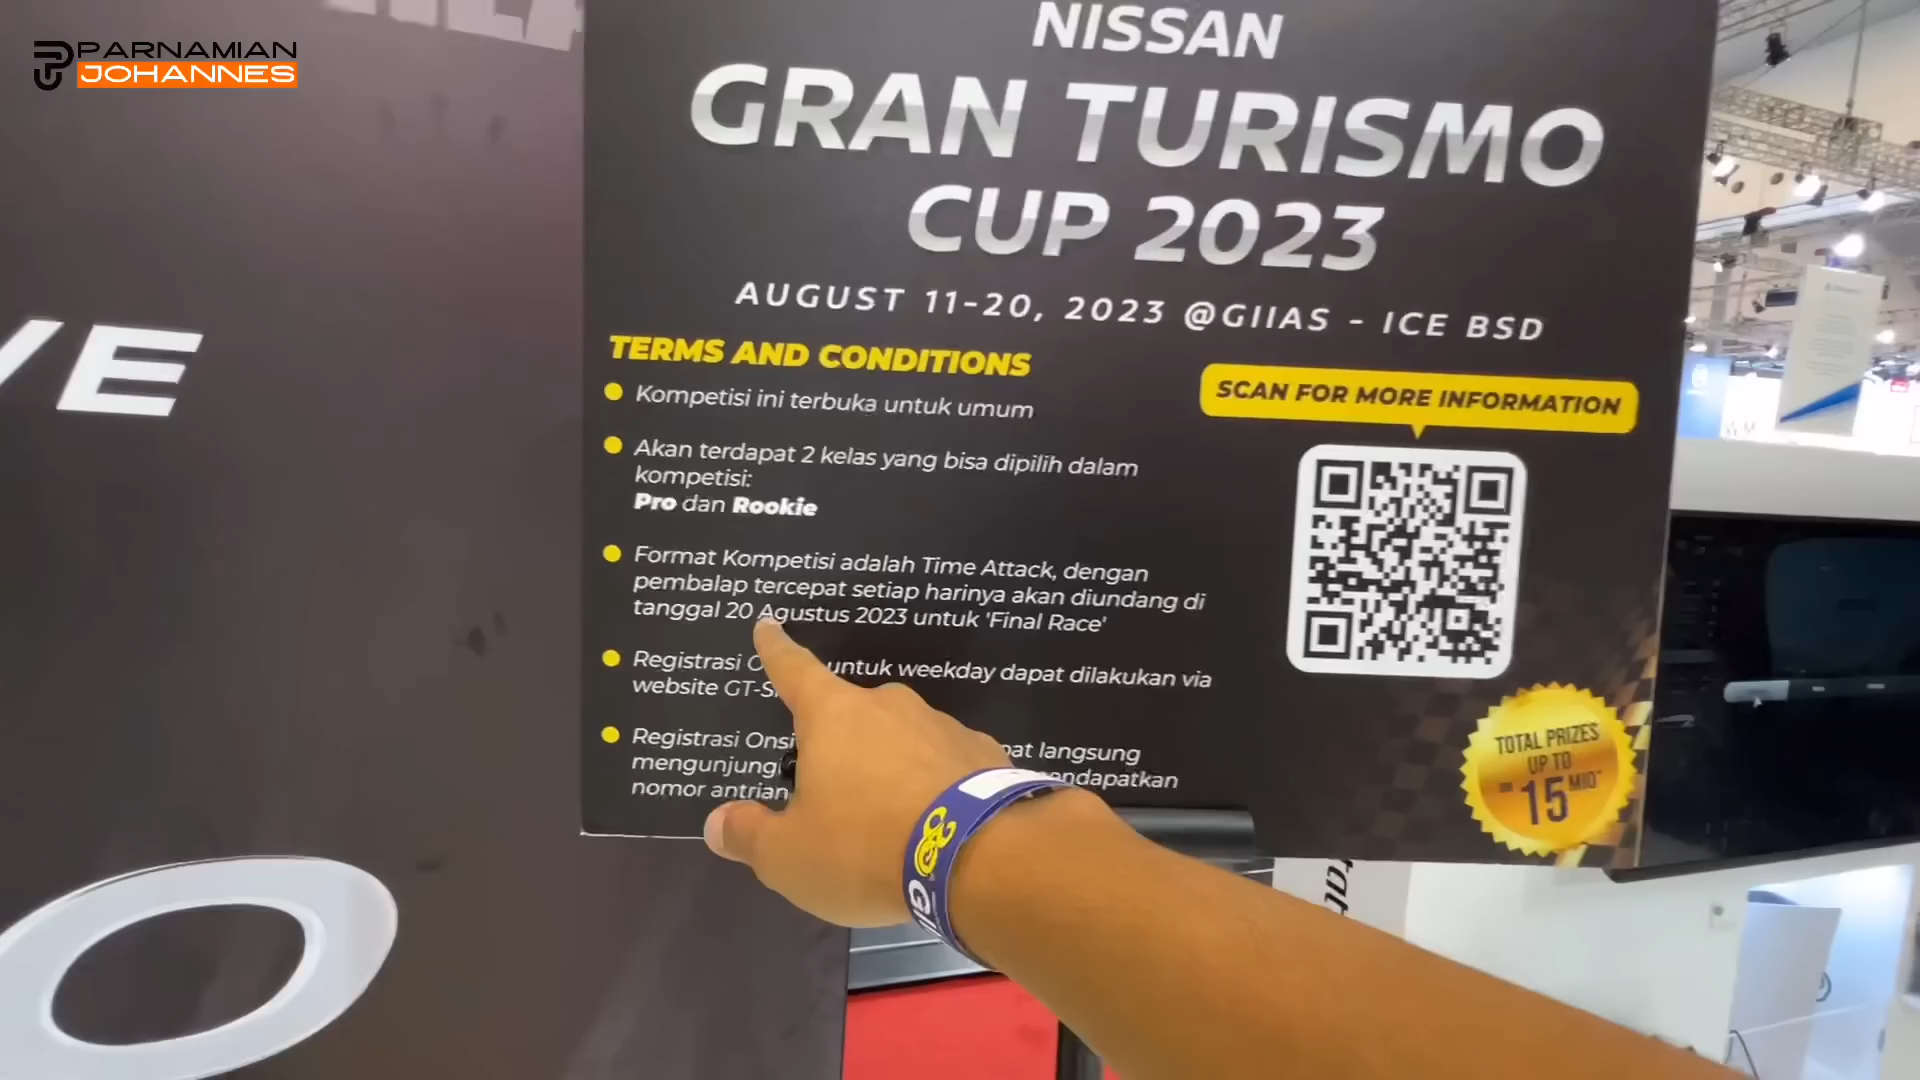 PARNAMIAN
JOHANNES
VE
NISSAN
GRAN TURISMO
CUP 2023
AUGUST 11-20, 2023 @GIIAS - ICE BSD
TERMS AND CONDITIONS
Kompetisi ini terbuka untuk umum
Akan terdapat 2 kelas yang bisa dipilih dalam
kompetisi:
Pro dan Rookie
Format Kompetisi adalah Time Attack, dengan
pembalap tercepat setiap harinya akan diundang di
tanggal 20 Agustus 2023 untuk 'Final Race'
Registrasi untuk weekday dapat dilakukan via
website
Registrasi langsung
nomor antrian
SCAN FOR MORE INFORMATION
TOTAL PRIZES
UP TO
15 MIO